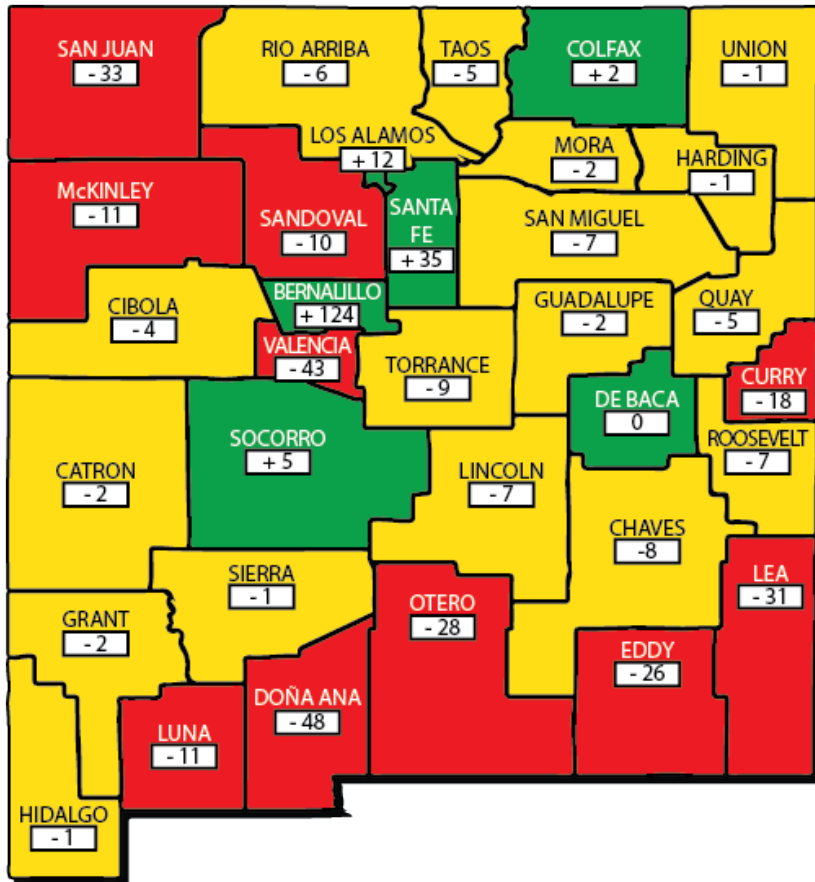 SAN JUAN
- 33
RIO ARRIBA
- 6
TAOS
- 5
COLFAX
+ 2
UNION
- 1
LOS ALAMOS
+ 12
MORA
- 2
HARDING
- 1
McKINLEY
- 11
SANDOVAL
- 10
SANTA
FE
+ 35
SAN MIGUEL
- 7
CIBOLA
- 4
BERNALILLO
+ 124
GUADALUPE
- 2
QUAY
- 5
VALENCIA
- 43
TORRANCE
- 9
CURRY
- 18
DE BACA
0
SOCORRO
+ 5
ROOSEVELT
- 7
CATRON
- 2
LINCOLN
- 7
CHAVES
-8
SIERRA
- 1
LEA
- 31
GRANT
- 2
OTERO
- 28
EDDY
- 26
DOÑA ANA
- 48
LUNA
- 11
HIDALGO
- 1